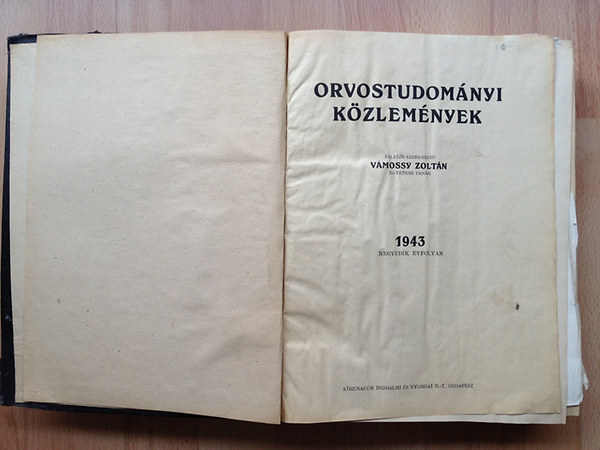 ORVOSTUDOMÁNYI
KÖZLEMÉNYEK
FELELŐS SZERKESZTŐ
VÁMOSSY ZOLTÁN
EGYETEMI TANÁR
1943
NEGYEDIK ÉVFOLYAM
ATHENAEUM IRODALMI ÉS NYOMDAI R.-T. BUDAPEST